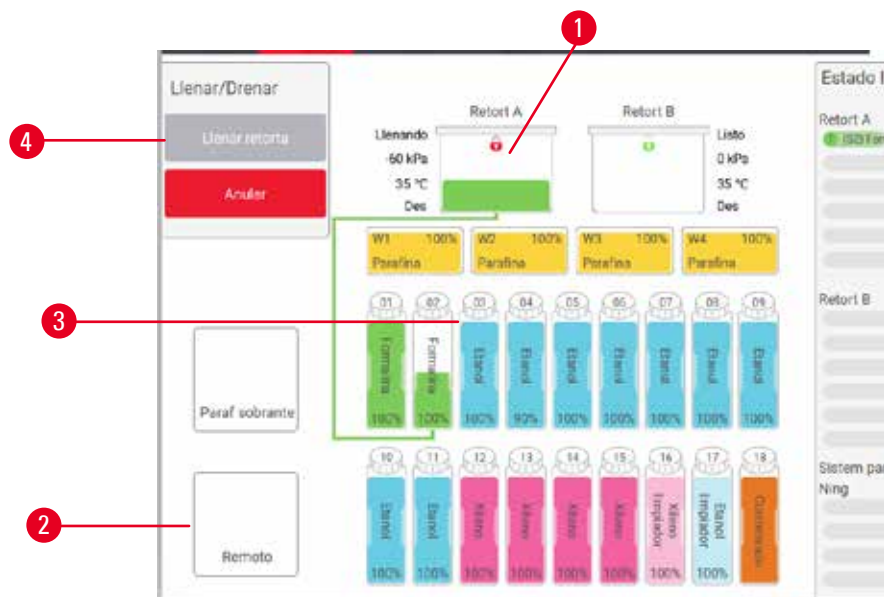 1
Llenar/Drenar
Llenar retorta
4
Anular
Retort A
Retort B
Llenando
-60 kPa
35 °C
Des
Listo
0 kPa
35 °C
Des
W1 100%
Parafina
W2 100%
Parafina
W3 100%
Parafina
W4 100%
Parafina
3
01 02 03 04 05 06 07 08 09
Formalina Formalina Etanol Etanol Etanol Etanol Etanol Etanol Etanol
100% 100% 100% 90% 100% 100% 100% 100% 100%
Paraf sobrante
10 11 12 13 14 15 16 17 18
Etanol Etanol Xileno Xileno Xileno Xileno Xileno limpiador Etanol limpiador
100% 100% 100% 100% 100% 100% 100% 100%
2
Remoto
Estado
Retort A
Retort B
Sistem
Ning